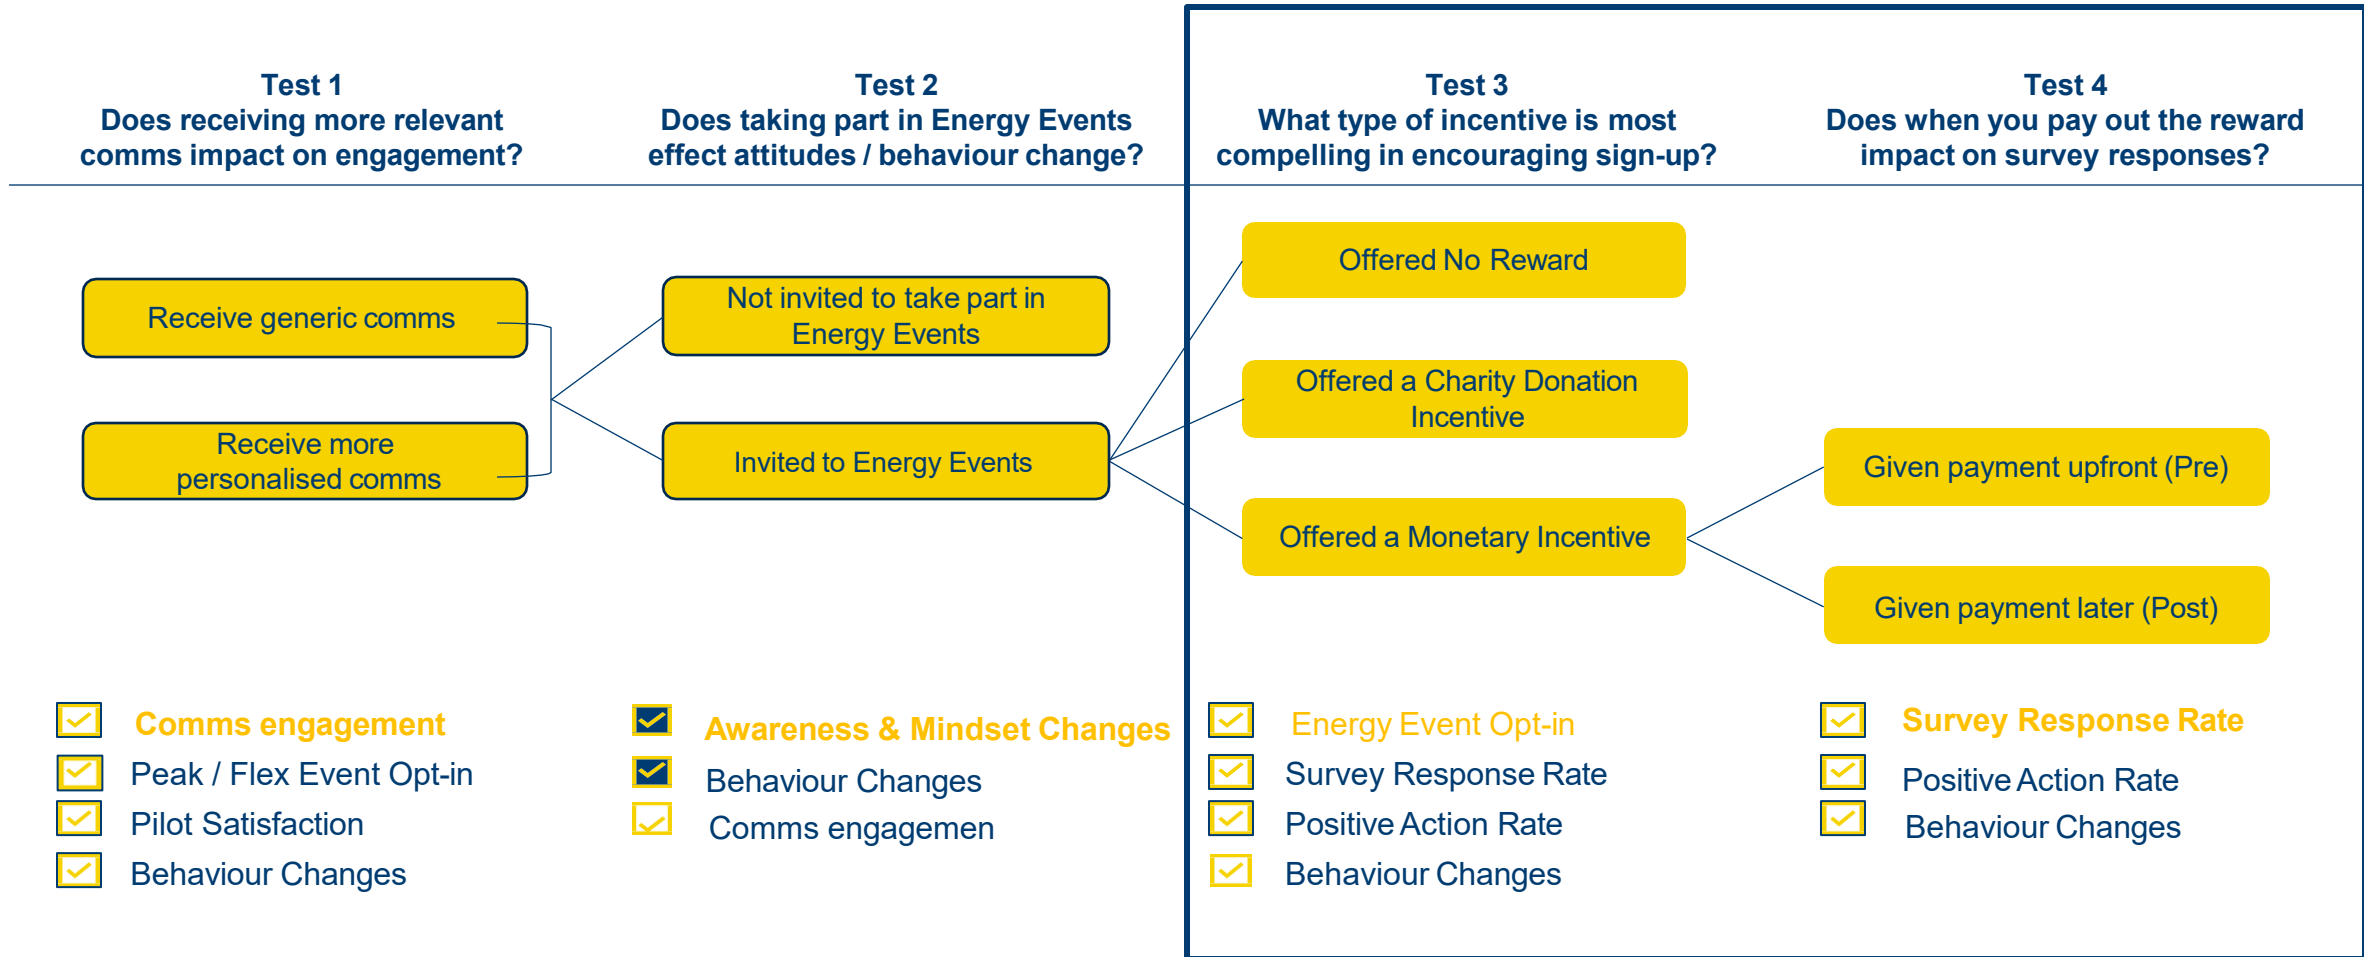 Test 1
Does receiving more relevant
comms impact on engagement?
Receive generic comms
Receive more
personalised comms
Comms engagement
Peak / Flex Event Opt-in
Pilot Satisfaction
Behaviour Changes
Test 2
Does taking part in Energy Events
effect attitudes / behaviour change?
Not invited to take part in
Energy Events
Invited to Energy Events
Awareness & Mindset Changes
Behaviour Changes
Comms engagemen
Test 3
What type of incentive is most
compelling in encouraging sign-up?
Offered No Reward
Offered a Charity Donation
Incentive
Offered a Monetary Incentive
Energy Event Opt-in
Survey Response Rate
Positive Action Rate
Behaviour Changes
Test 4
Does when you pay out the reward
impact on survey responses?
Given payment upfront (Pre)
Given payment later (Post)
Survey Response Rate
Positive Action Rate
Behaviour Changes